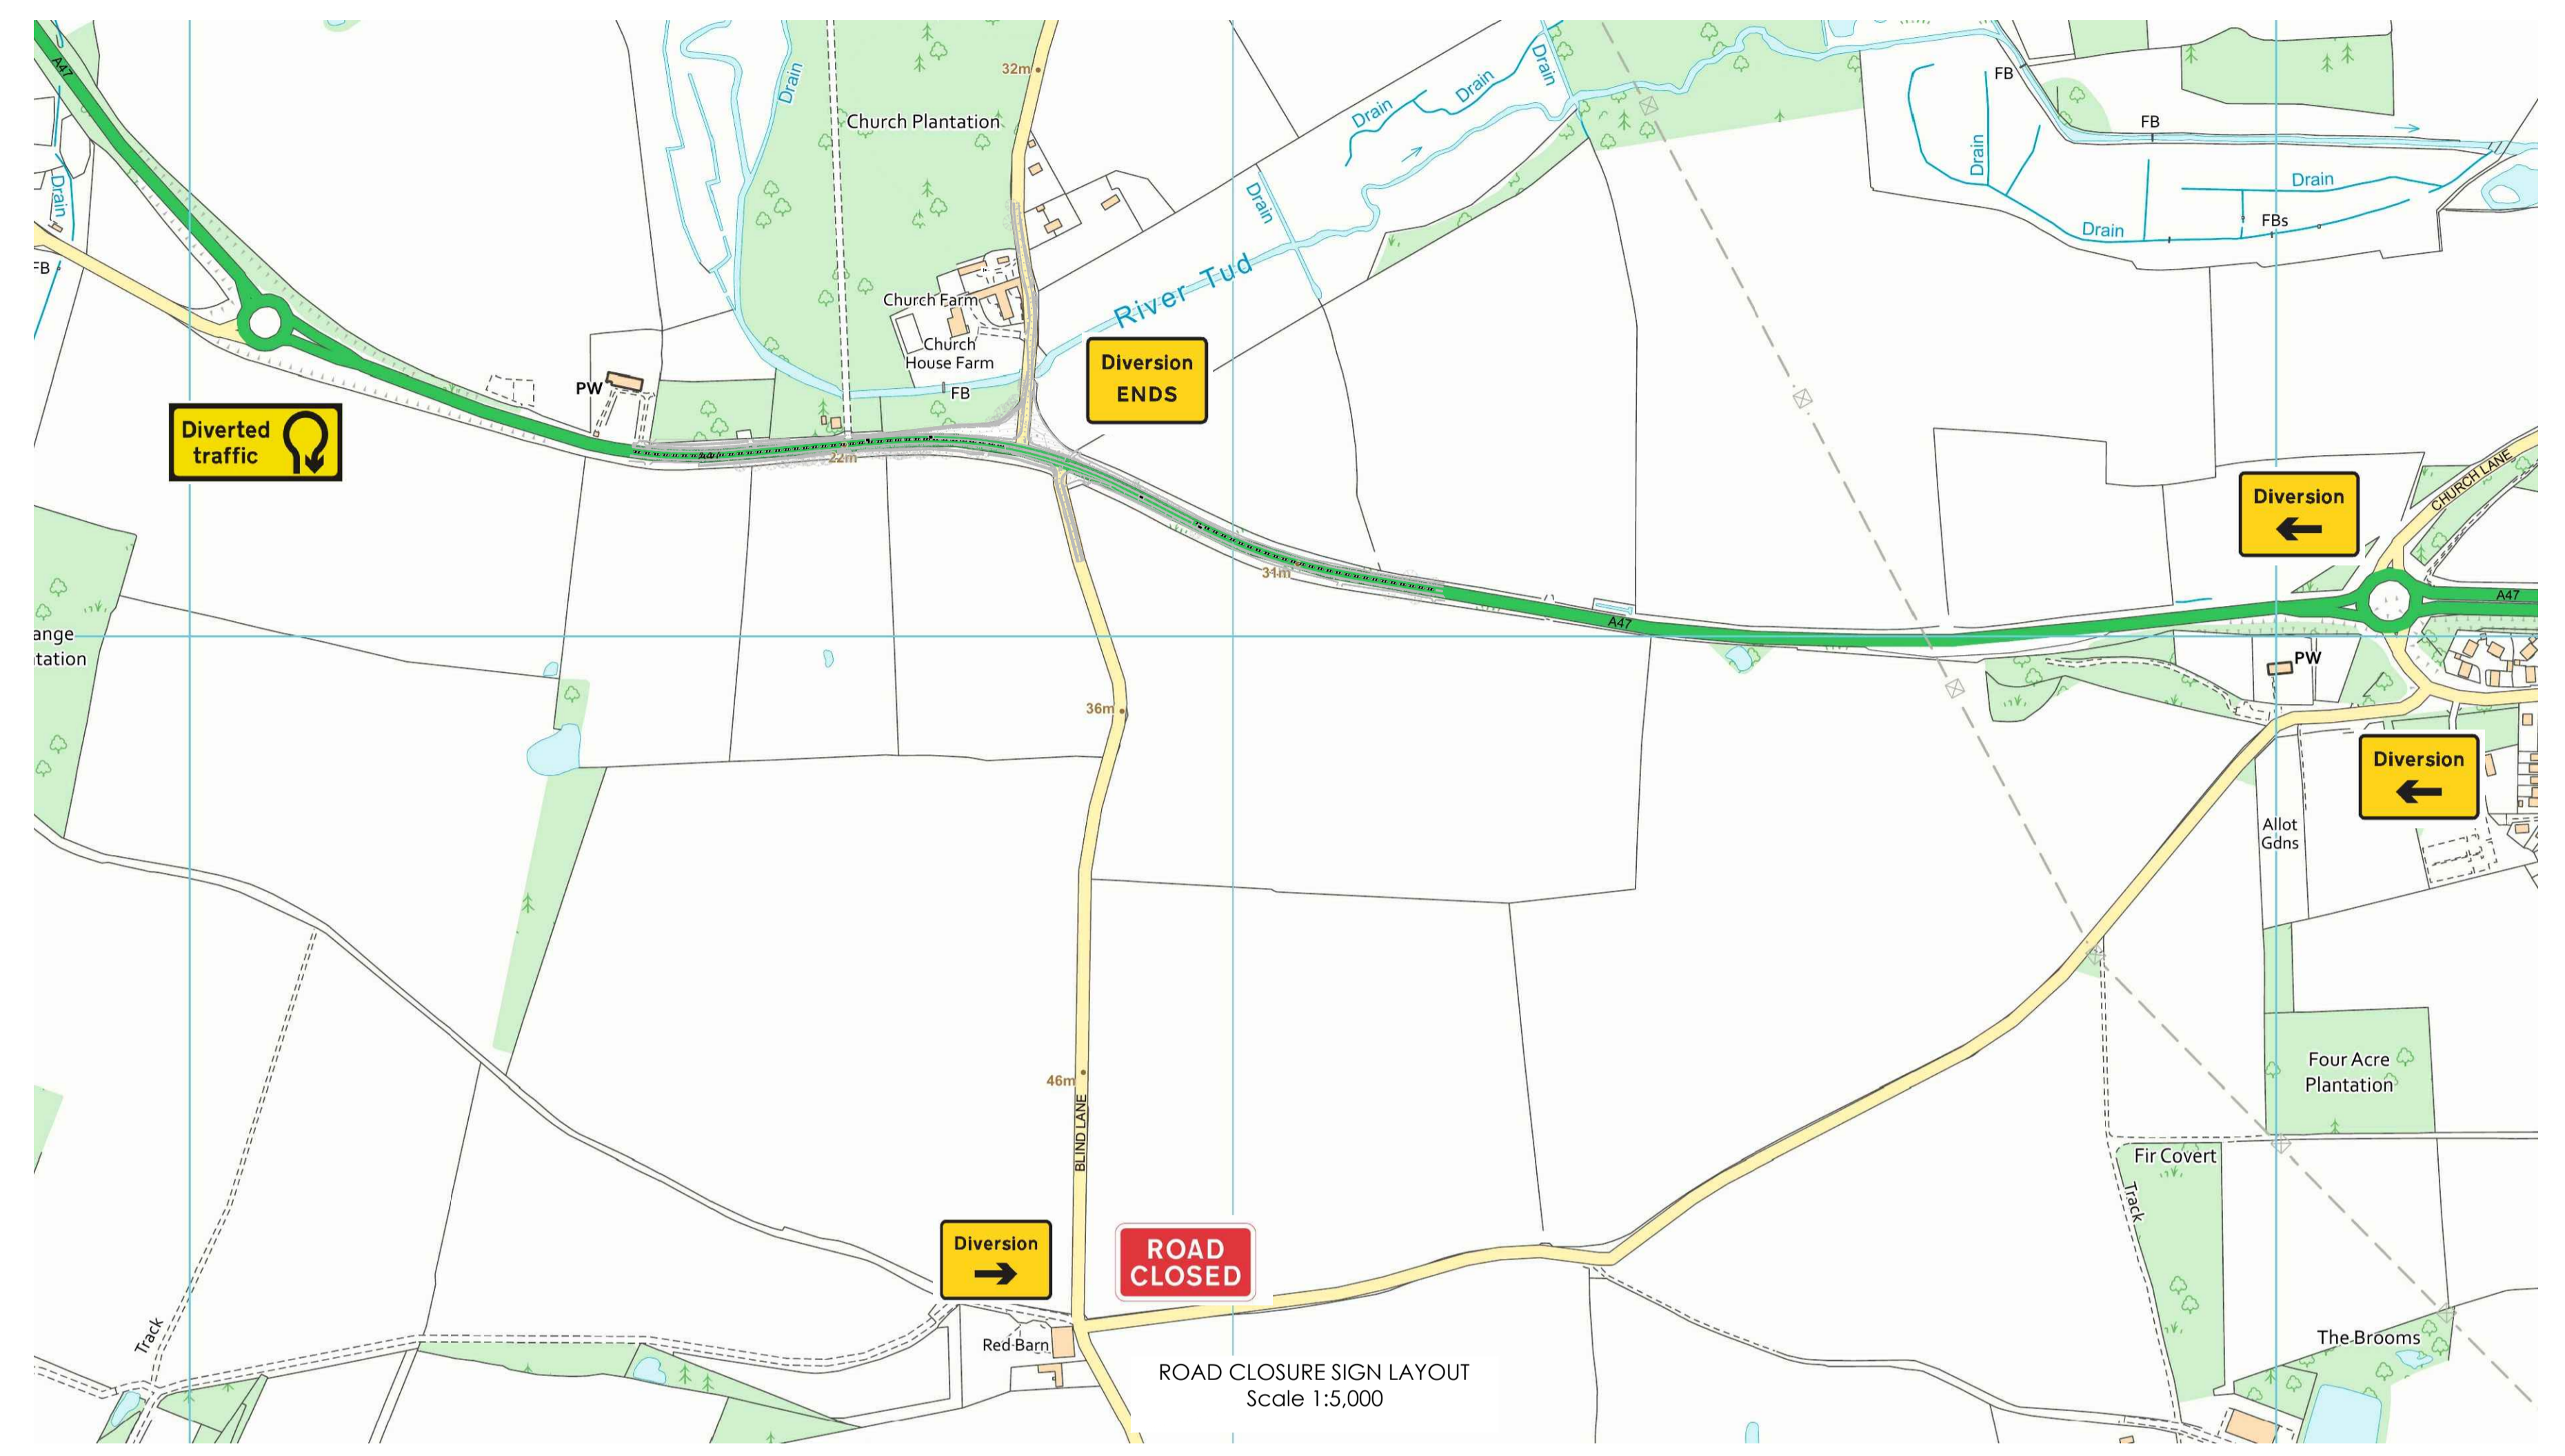 A47
Drain
32m
Church Plantation
Drain
Drain
Drain
FB
FB
Drain
Drain
Drain
Drain
FBs
Drain
FB
River Tud
Church Farm
Church
House Farm
FB
PW
Diversion
ENDS
Diverted
traffic
22m
CHURCH LANE
Diversion
31m
A47
A47
ange
tation
PW
36m
Diversion
Allot
Gdns
46m
BLIND LANE
Four Acre
Plantation
Fir Covert
Track
Diversion
ROAD
CLOSED
Track
Red Barn
The Brooms
ROAD CLOSURE SIGN LAYOUT
Scale 1:5,000